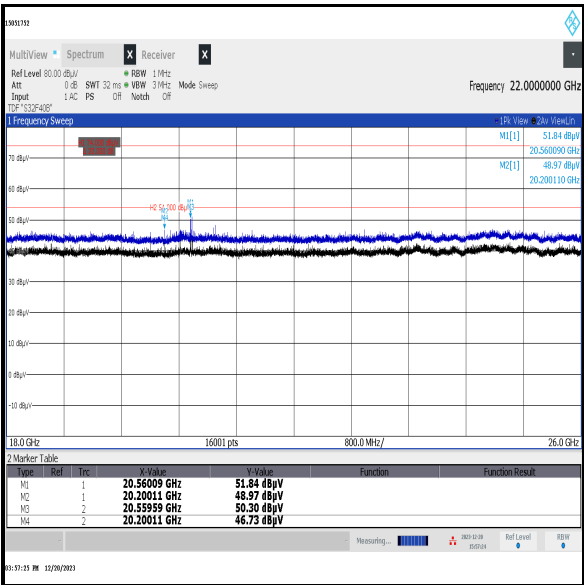 15051752
MultiView Spectrum X Receiver X
Ref Level 80.00 dBµV RBW 1 MHz
Att 0 dB SWT 32 ms VBW 3 MHz Mode Sweep Frequency 22.0000000 GHz
Input 1 AC PS Off Notch Off
TDF "S32F40B"
1 Frequency Sweep 1Pk View 2Av ViewLin
M1[1] 51.84 dBµV
20.560090 GHz
70 dBµV
M2[1] 48.97 dBµV
20.200110 GHz
60 dBµV
50 dBµV
30 dBµV
20 dBµV
10 dBµV
0 dBµV
-10 dBµV
18.0 GHz 16001 pts 800.0 MHz/ 26.0 GHz
2 Marker Table
Type Ref Trc X-Value Y-Value Function Function Result
M1 1 20.56009 GHz 51.84 dBµV
M2 1 20.20011 GHz 48.97 dBµV
M3 2 20.55959 GHz 50.30 dBµV
M4 2 20.20011 GHz 46.73 dBµV
Measuring... Ref Level RBW
03:57:25 PM 12/20/2023